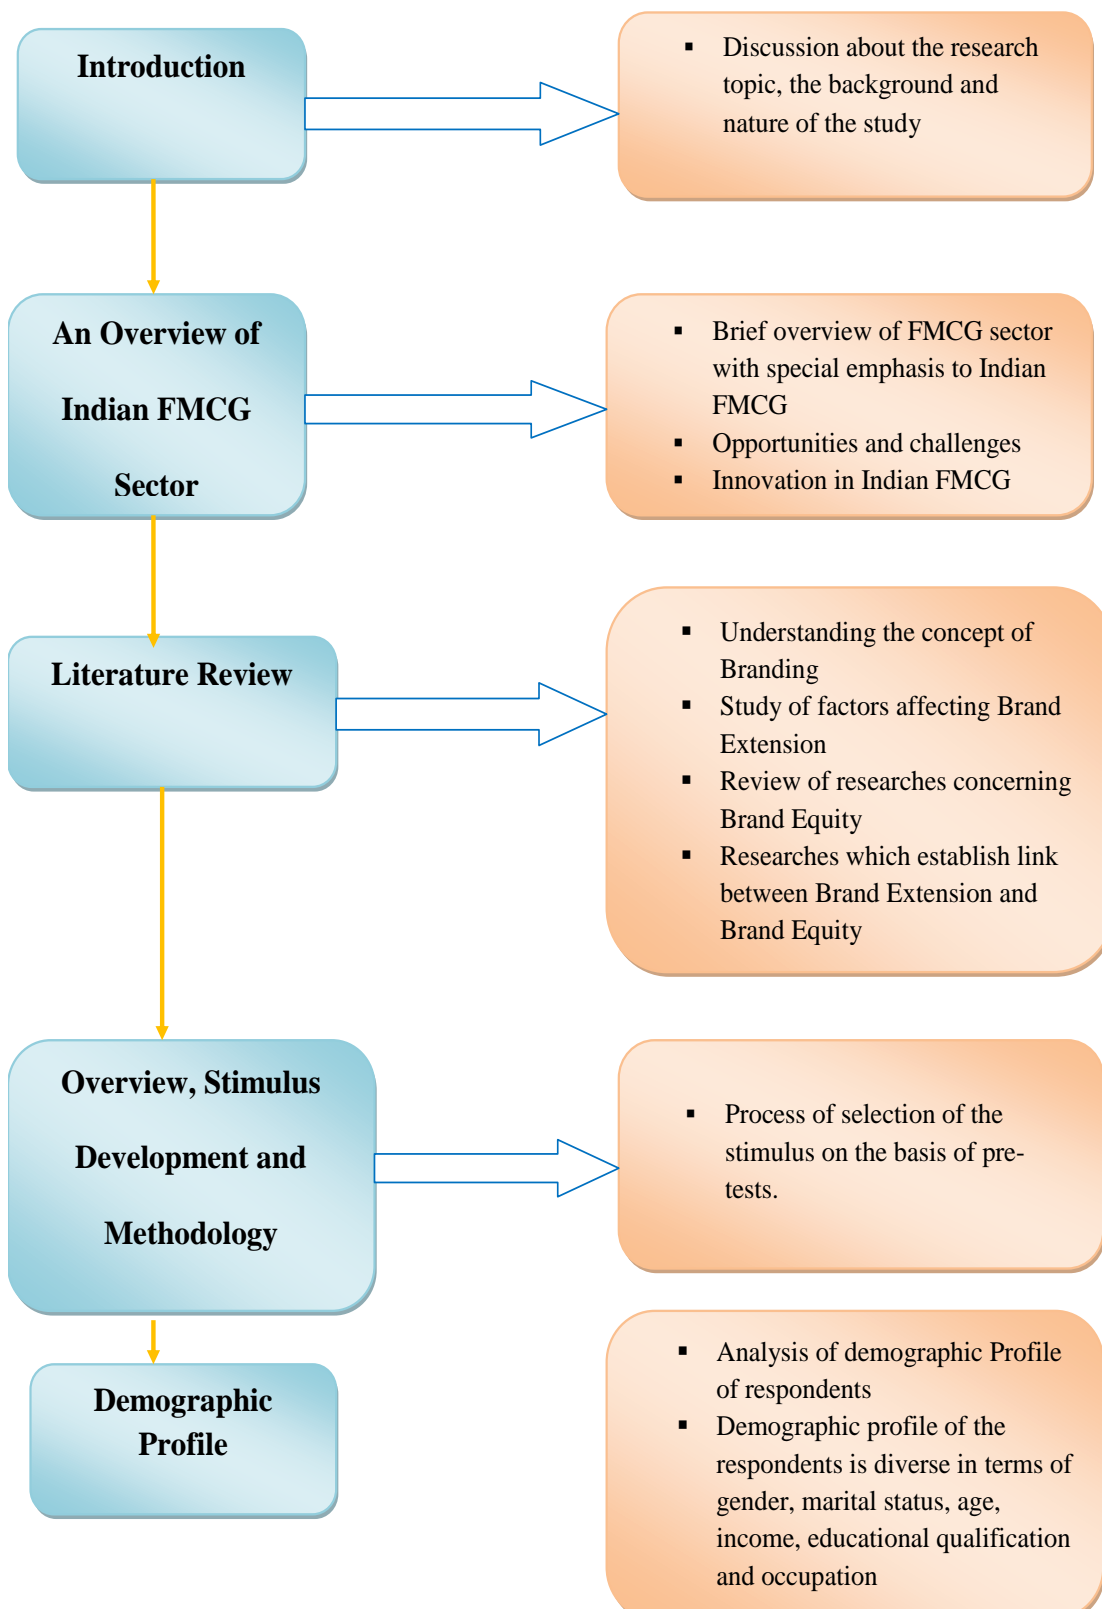 Introduction
▪ Discussion about the research
topic, the background and
nature of the study
An Overview of
Indian FMCG
Sector
▪ Brief overview of FMCG sector
with special emphasis to Indian
FMCG
▪ Opportunities and challenges
▪ Innovation in Indian FMCG
Literature Review
▪ Understanding the concept of
Branding
▪ Study of factors affecting Brand
Extension
▪ Review of researches concerning
Brand Equity
▪ Researches which establish link
between Brand Extension and
Brand Equity
Overview, Stimulus
Development and
Methodology
▪ Process of selection of the
stimulus on the basis of pre-
tests.
Demographic
Profile
▪ Analysis of demographic Profile
of respondents
▪ Demographic profile of the
respondents is diverse in terms of
gender, marital status, age,
income, educational qualification
and occupation